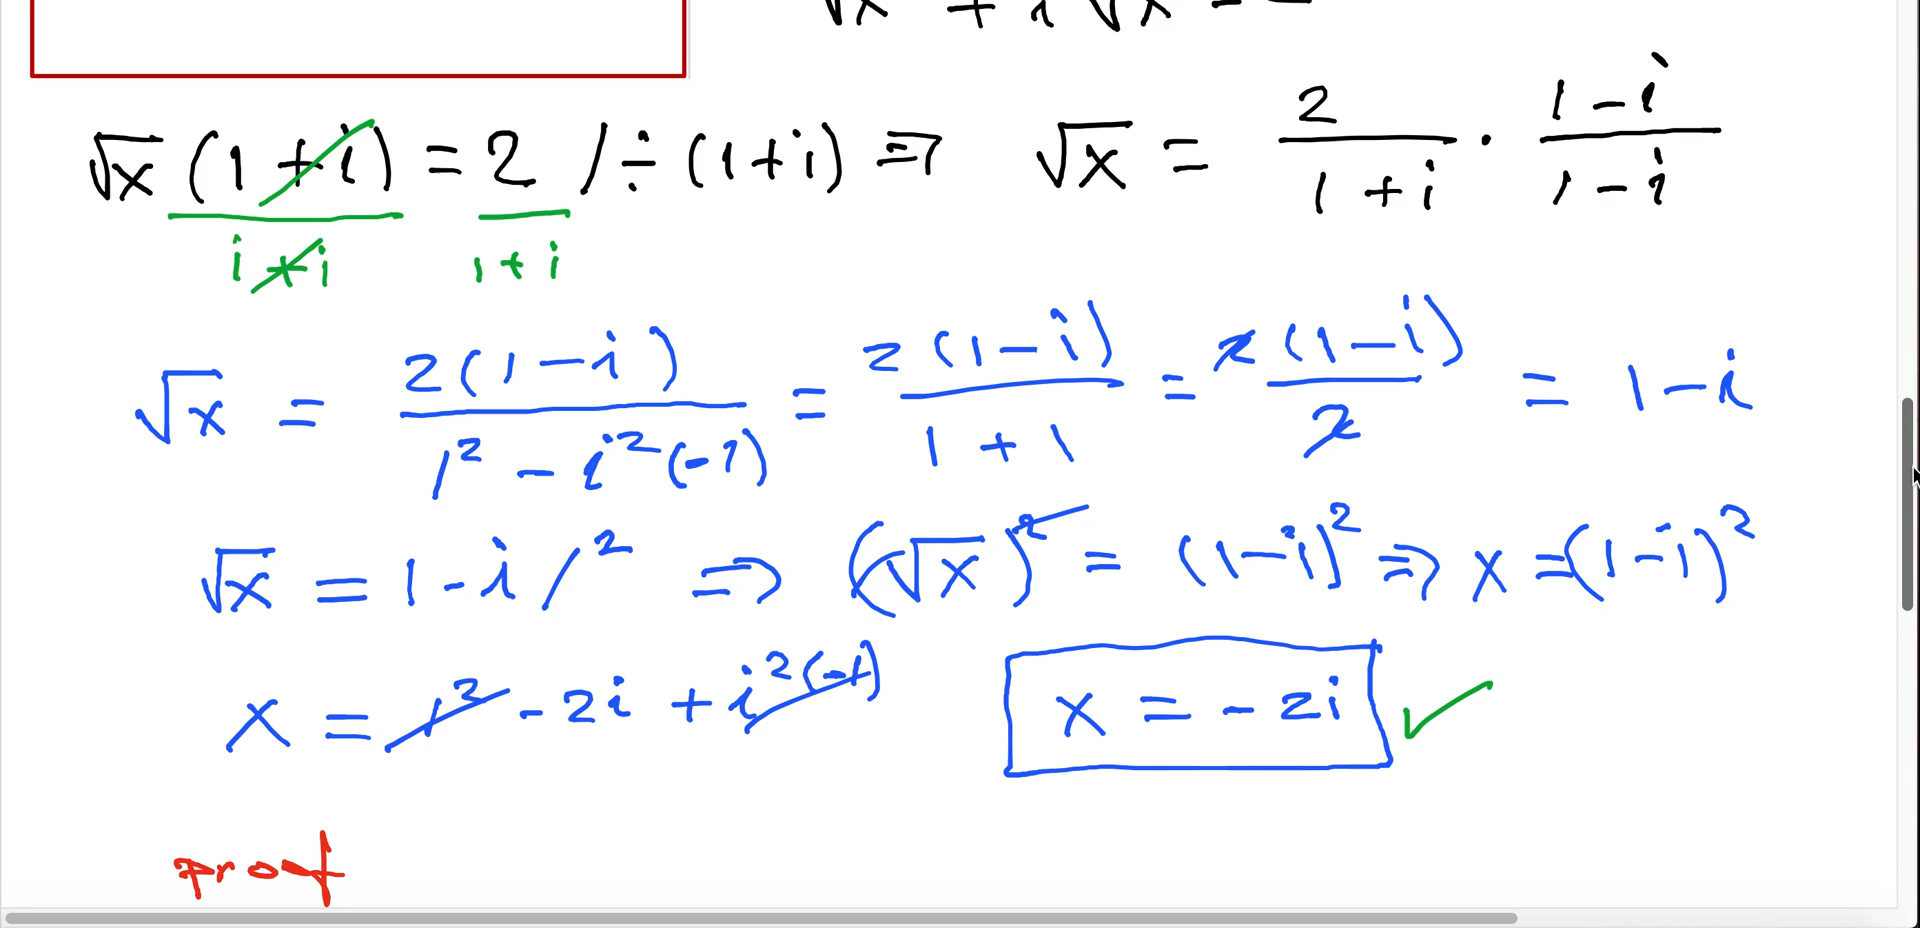 √x + i √x = 2
√x (1 + i) = 2 / ÷ (1 + i) ⇒ √x = 2/(1 + i) · (1 − i)/(1 − i)
i + i 1 + i
√x = 2(1 − i)/(1² − i²(−1)) = 2(1 − i)/(1 + 1) = 2(1 − i)/2 = 1 − i
√x = 1 − i /² ⇒ (√x)² = (1 − i)² ⇒ x = (1 − i)²
x = 1² − 2i + i²(−1) x = −2i ✓
proof